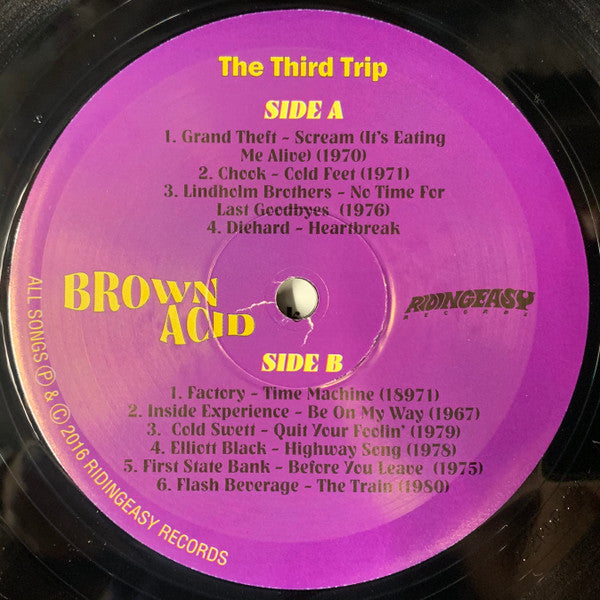 The Third Trip
SIDE A
1. Grand Theft - Scream (It's Eating
Me Alive) (1970)
2. Chook - Cold Feet (1971)
3. Lindholm Brothers - No Time For
Last Goodbyes (1976)
4. Diehard - Heartbreak
BROWN
ACID
RIDINGEASY
RECORDS
SIDE B
1. Factory - Time Machine (18971)
2. Inside Experience - Be On My Way (1967)
3. Cold Swett - Quit Your Foolin' (1979)
4. Elliott Black - Highway Song (1978)
5. First State Bank - Before You Leave (1975)
6. Flash Beverage - The Train (1980)
ALL SONGS Ⓟ & © 2016 RIDINGEASY RECORDS